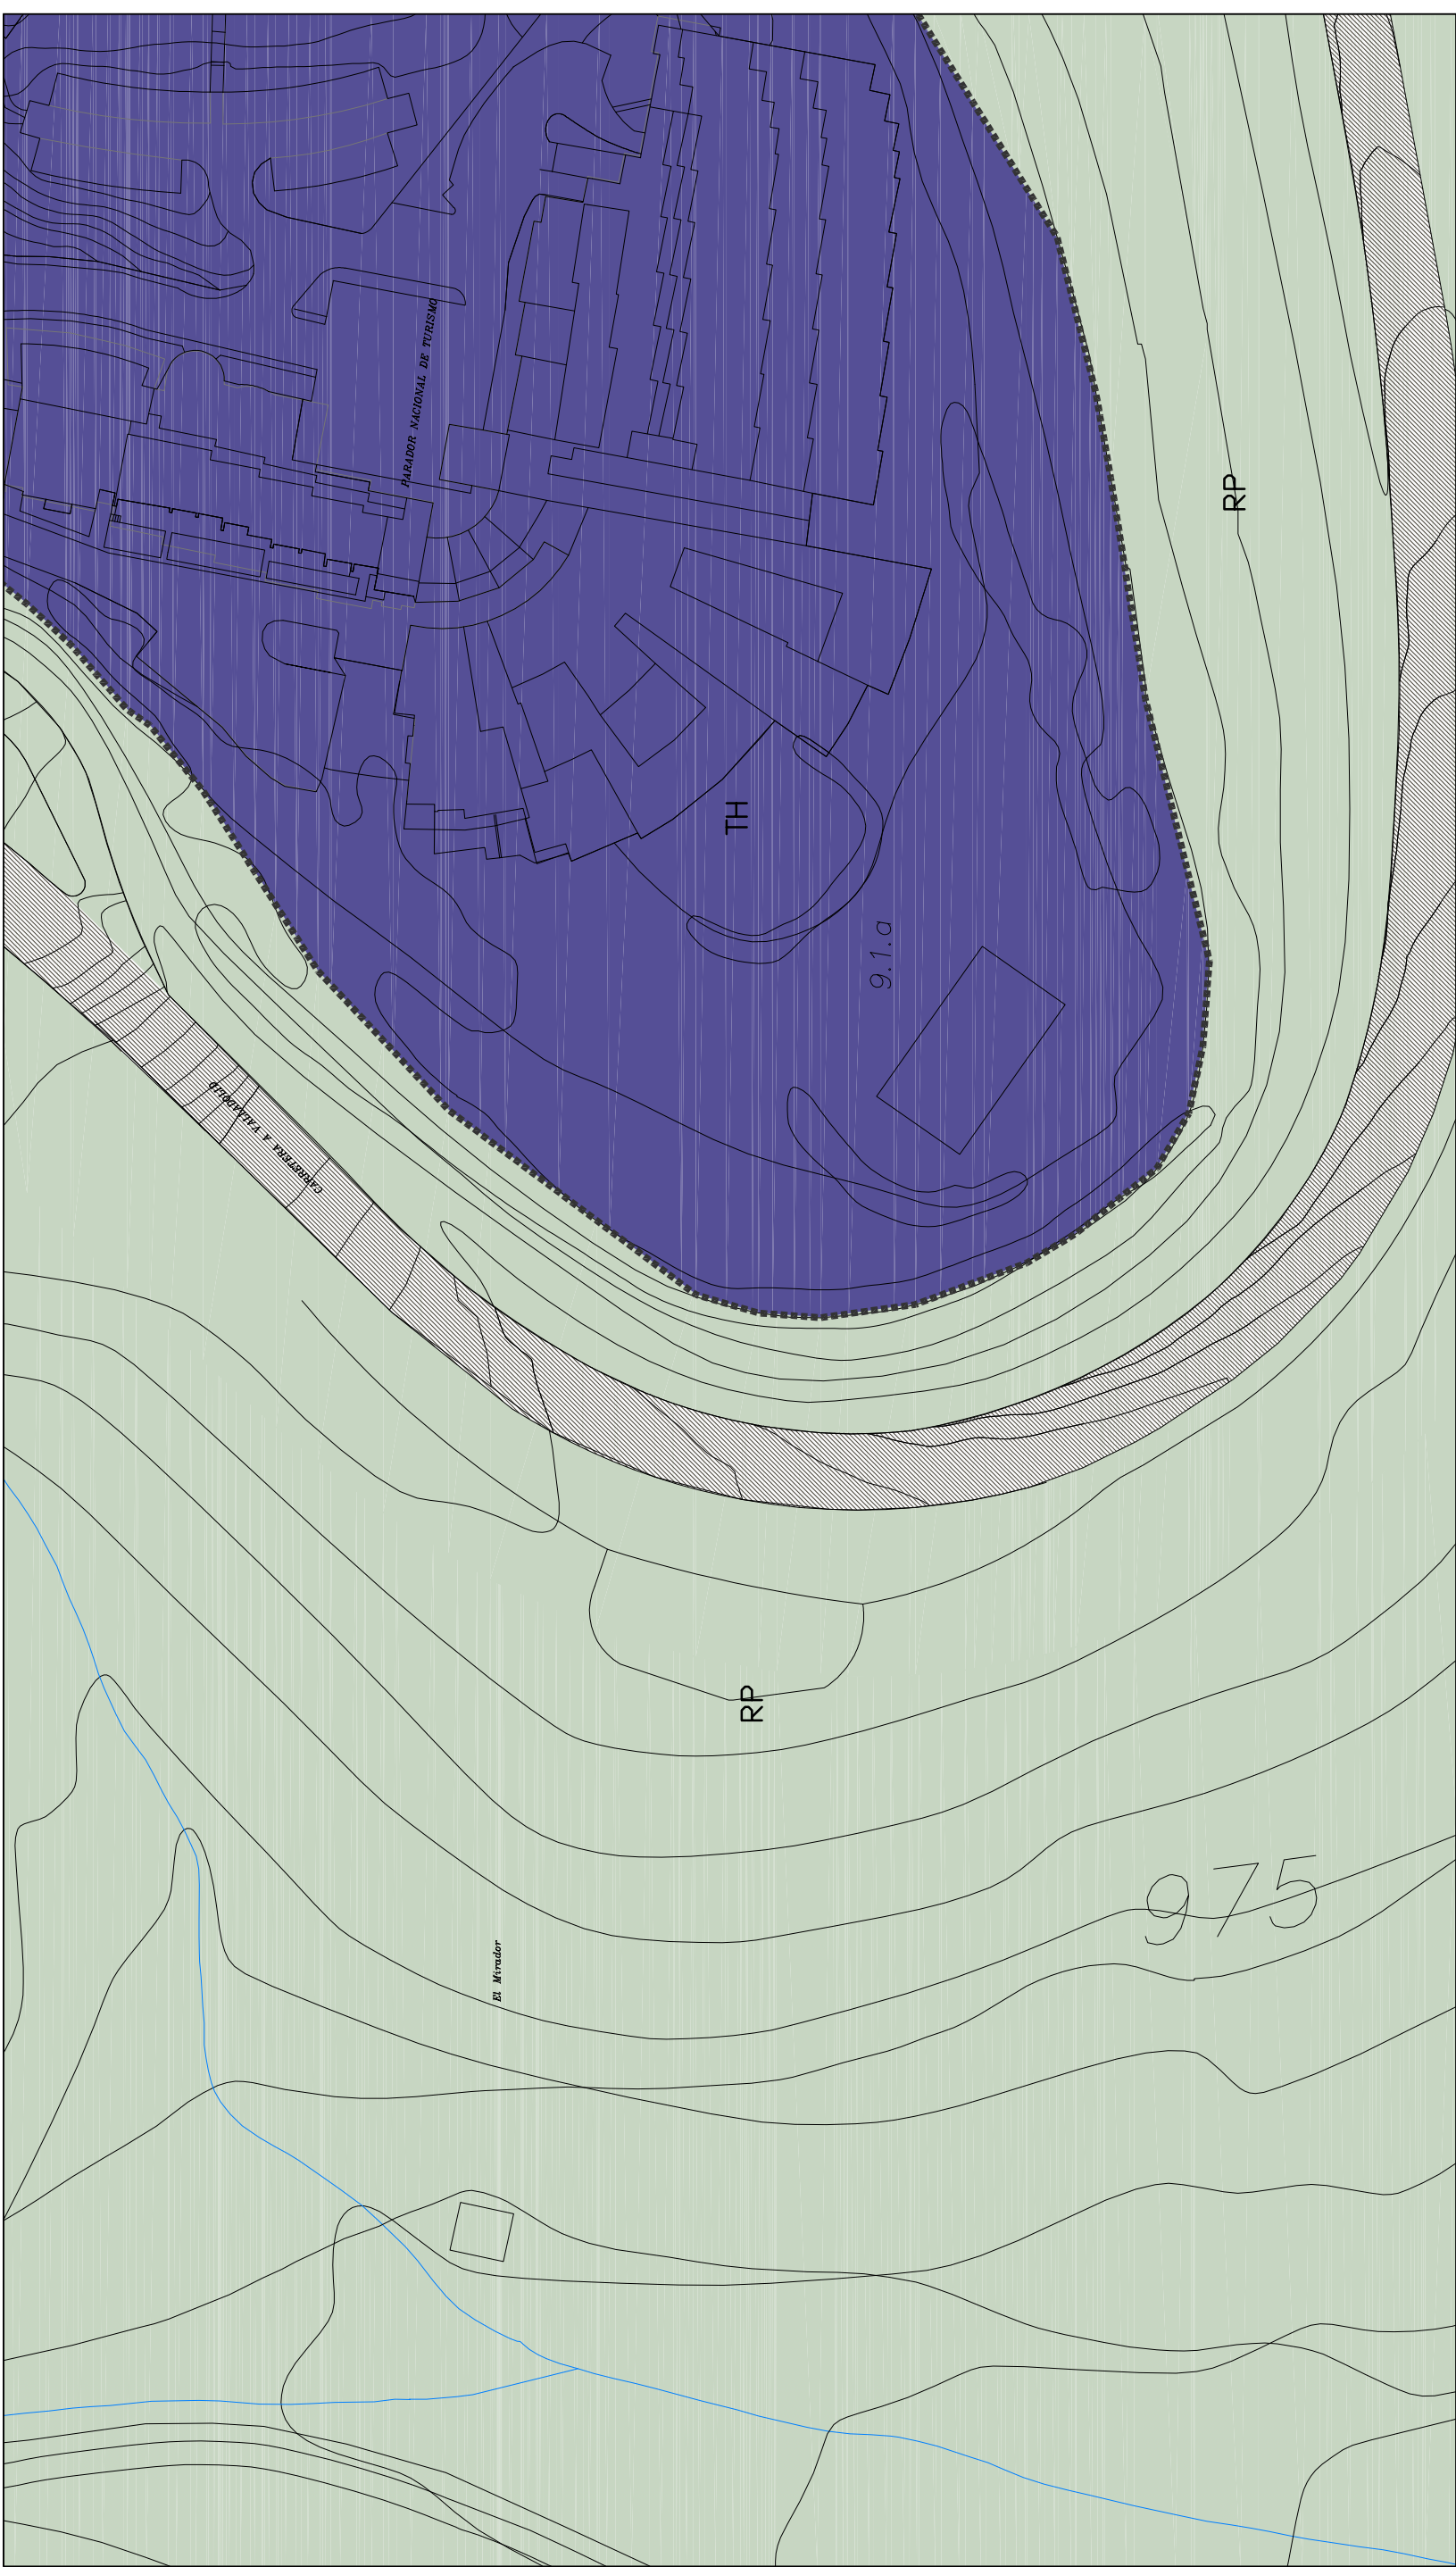 PARADOR NACIONAL DE TURISMO
RP
TH
9.1.a
CARRETERA A VALLADOLID
RP
975
El Mirador